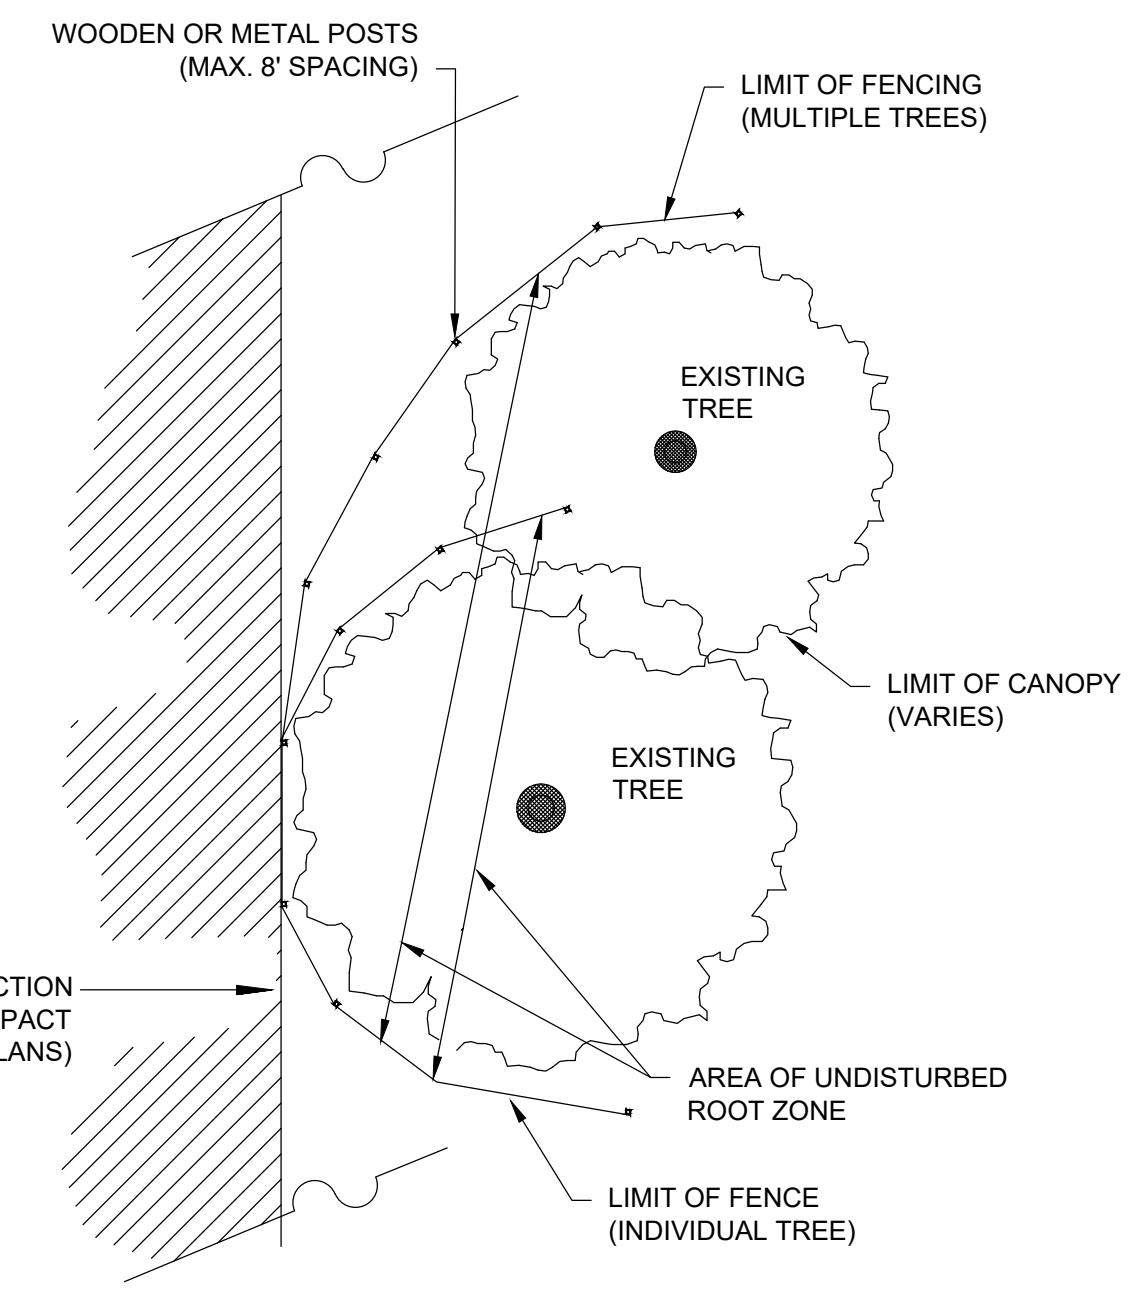 WOODEN OR METAL POSTS
(MAX. 8' SPACING)
LIMIT OF FENCING
(MULTIPLE TREES)
EXISTING
TREE
LIMIT OF CANOPY
(VARIES)
EXISTING
TREE
CTION
PACT
LANS)
AREA OF UNDISTURBED
ROOT ZONE
LIMIT OF FENCE
(INDIVIDUAL TREE)